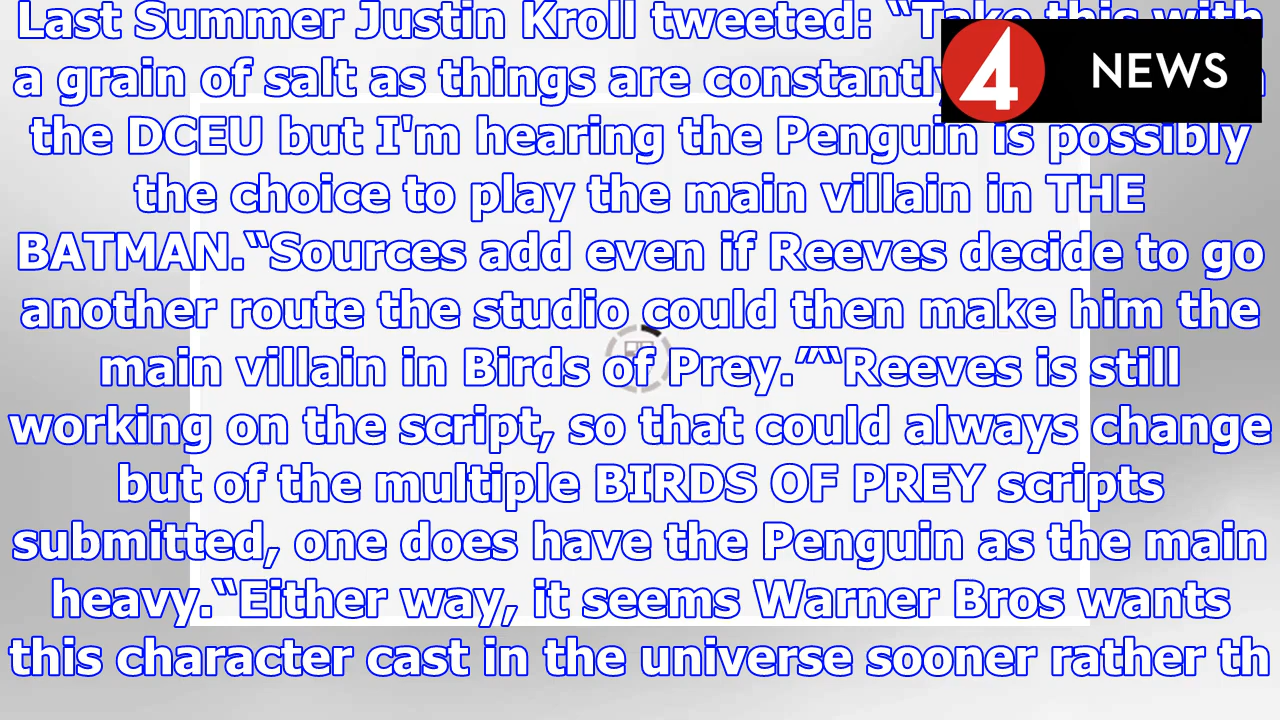 Last Summer Justin Kroll tweeted: “Take this with
a grain of salt as things are constantly
the DCEU but I'm hearing the Penguin is possibly
the choice to play the main villain in THE
BATMAN.“Sources add even if Reeves decide to go
another route the studio could then make him the
main villain in Birds of Prey.”“Reeves is still
working on the script, so that could always change
but of the multiple BIRDS OF PREY scripts
submitted, one does have the Penguin as the main
heavy.“Either way, it seems Warner Bros wants
this character cast in the universe sooner rather th
4 NEWS